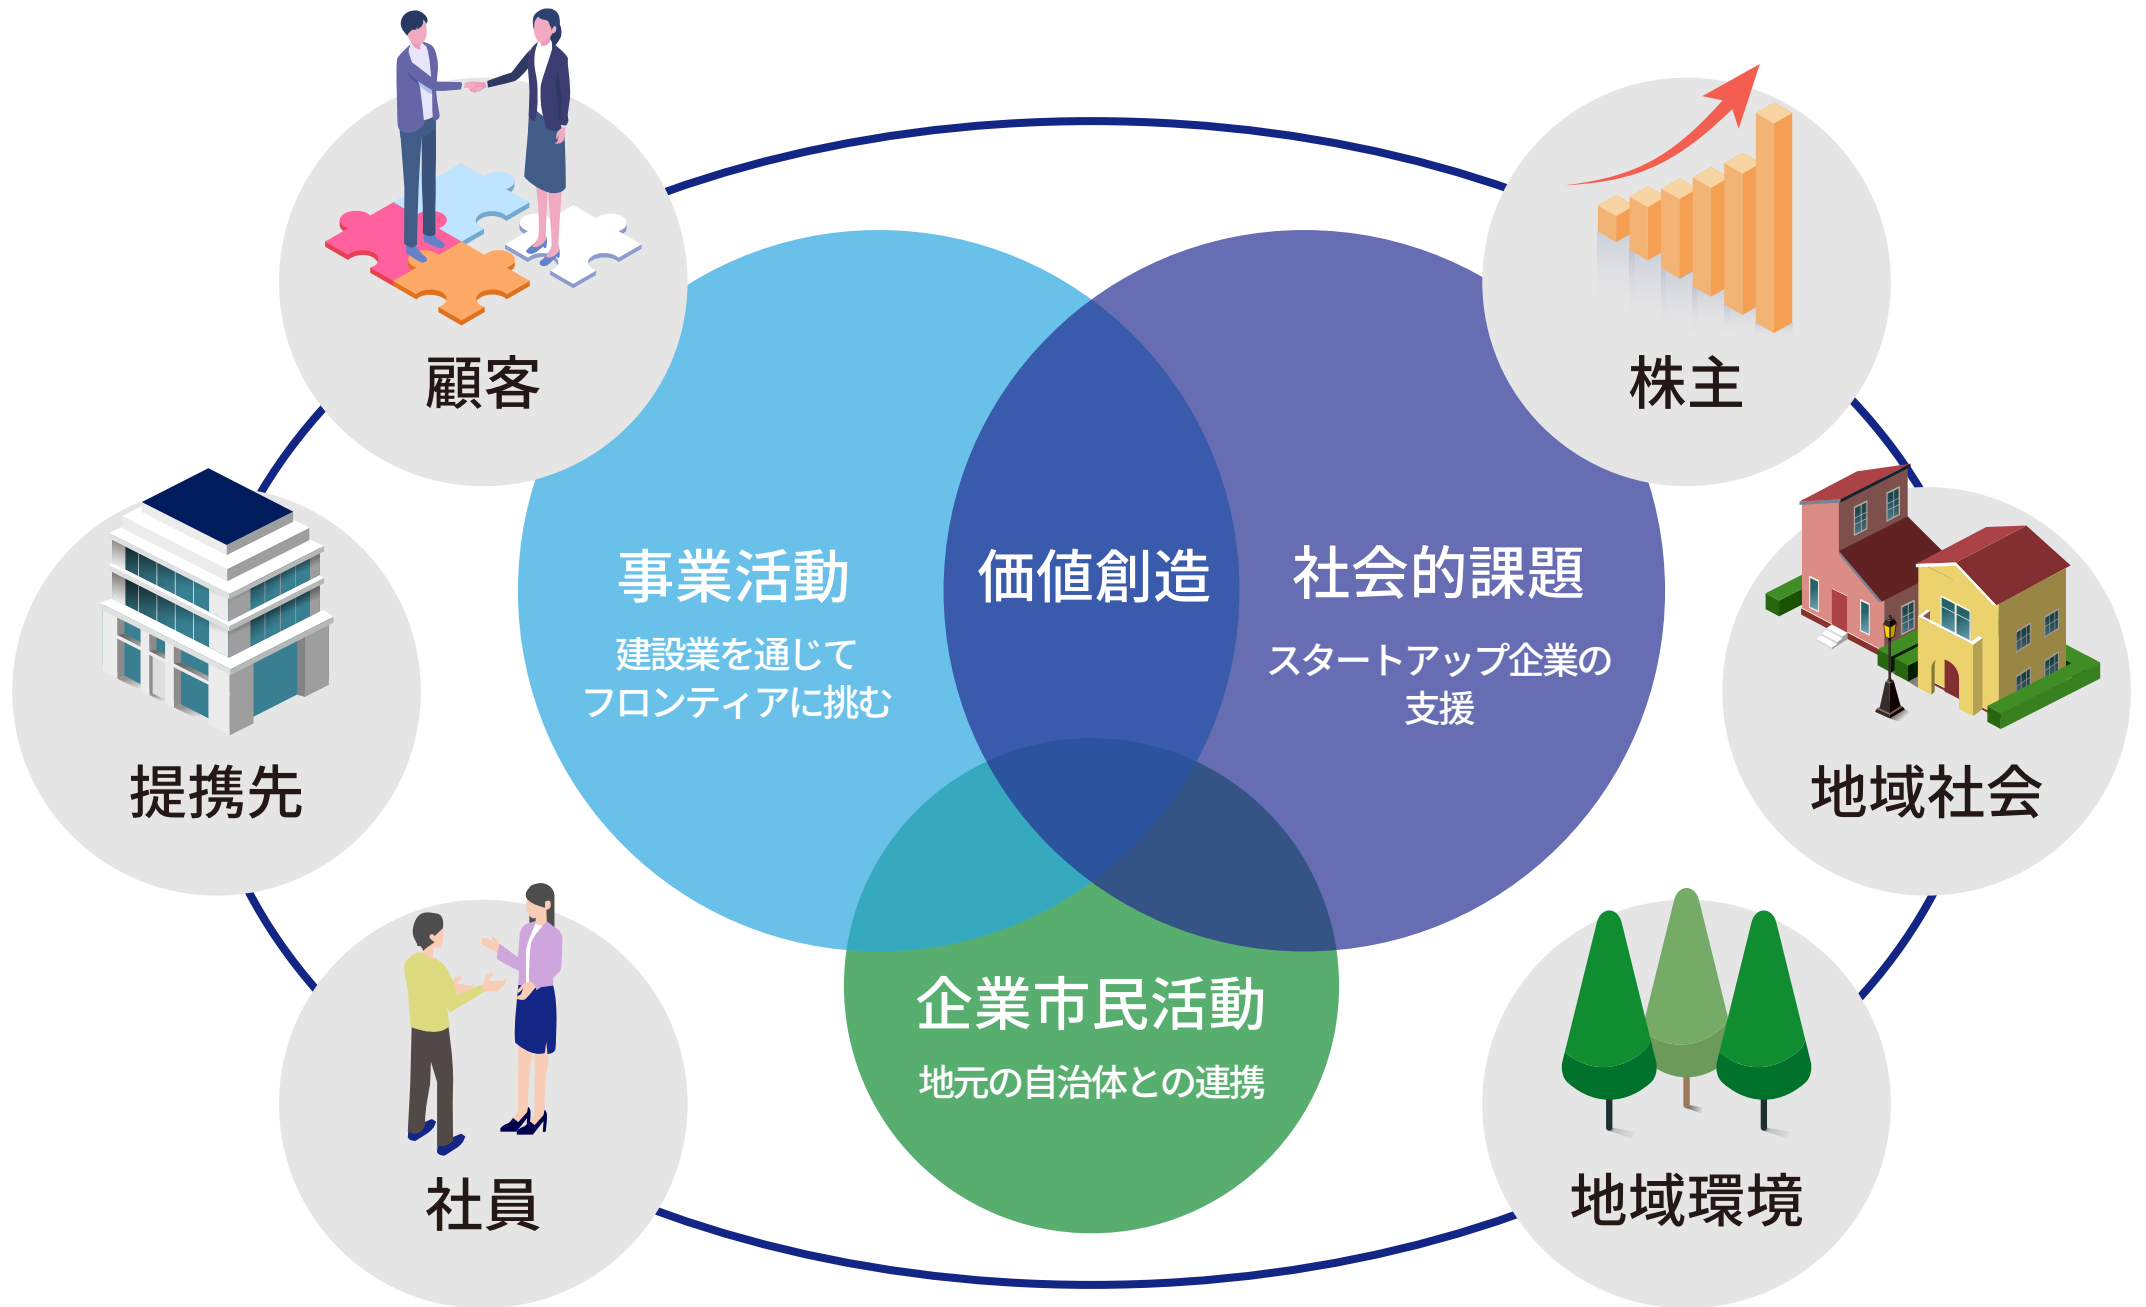 顧客
株主
事業活動
建設業を通じて
フロンティアに挑む
価値創造
社会的課題
スタートアップ企業の
支援
提携先
地域社会
企業市民活動
地元の自治体との連携
社員
地域環境